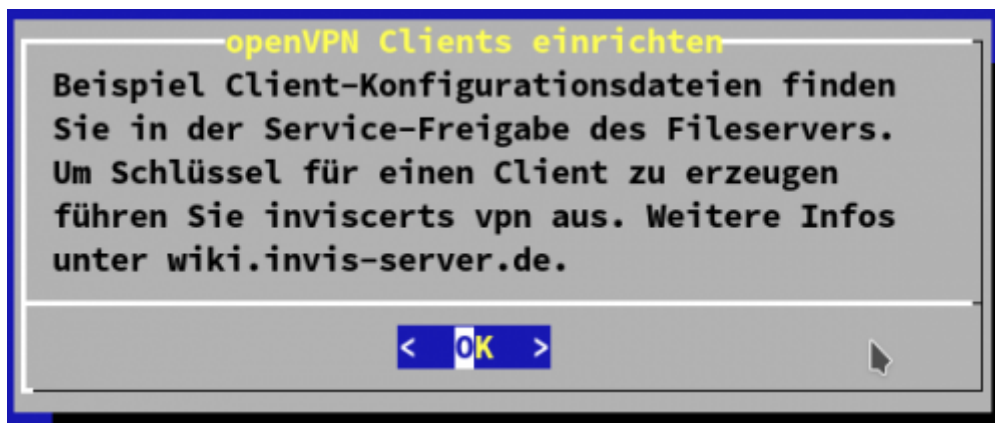 openVPN Clients einrichten
Beispiel Client-Konfigurationsdateien finden
Sie in der Service-Freigabe des Fileservers.
Um Schlüssel für einen Client zu erzeugen
führen Sie inviscerts vpn aus. Weitere Infos
unter wiki.invis-server.de.
< OK >